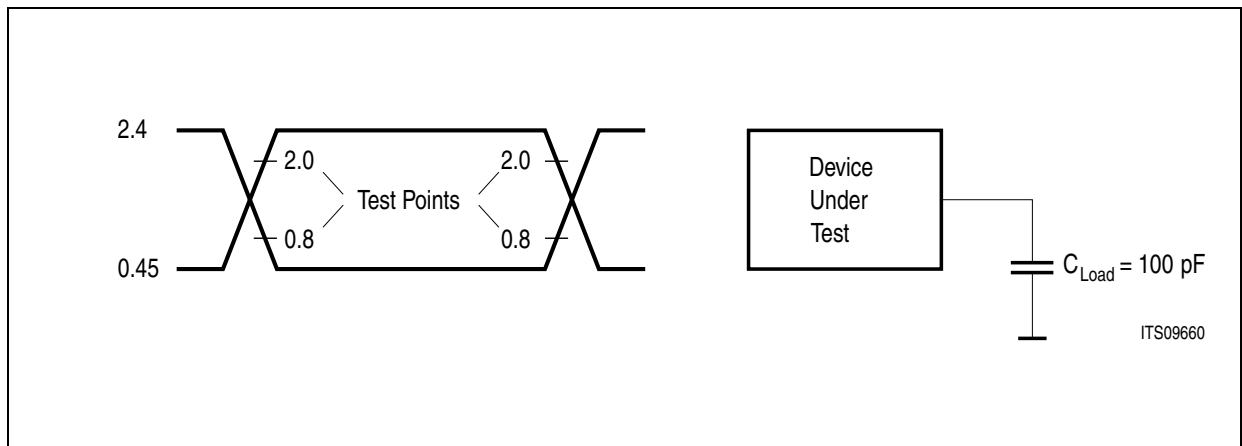 2.4
2.0
2.0
Test Points
0.8
0.8
0.45
Device
Under
Test
C_Load = 100 pF
ITS09660